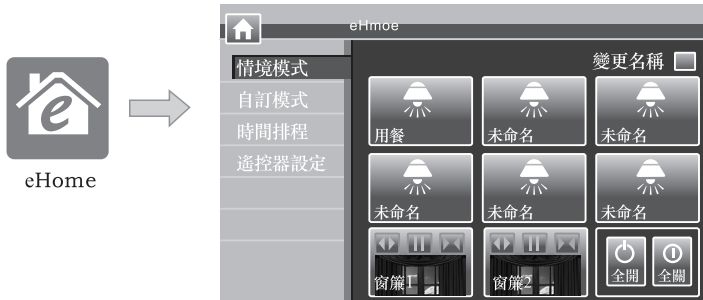 eHome
eHmoe
情境模式
自訂模式
時間排程
遙控器設定
變更名稱
用餐
未命名
未命名
未命名
未命名
未命名
窗簾1
窗簾2
全開
全關